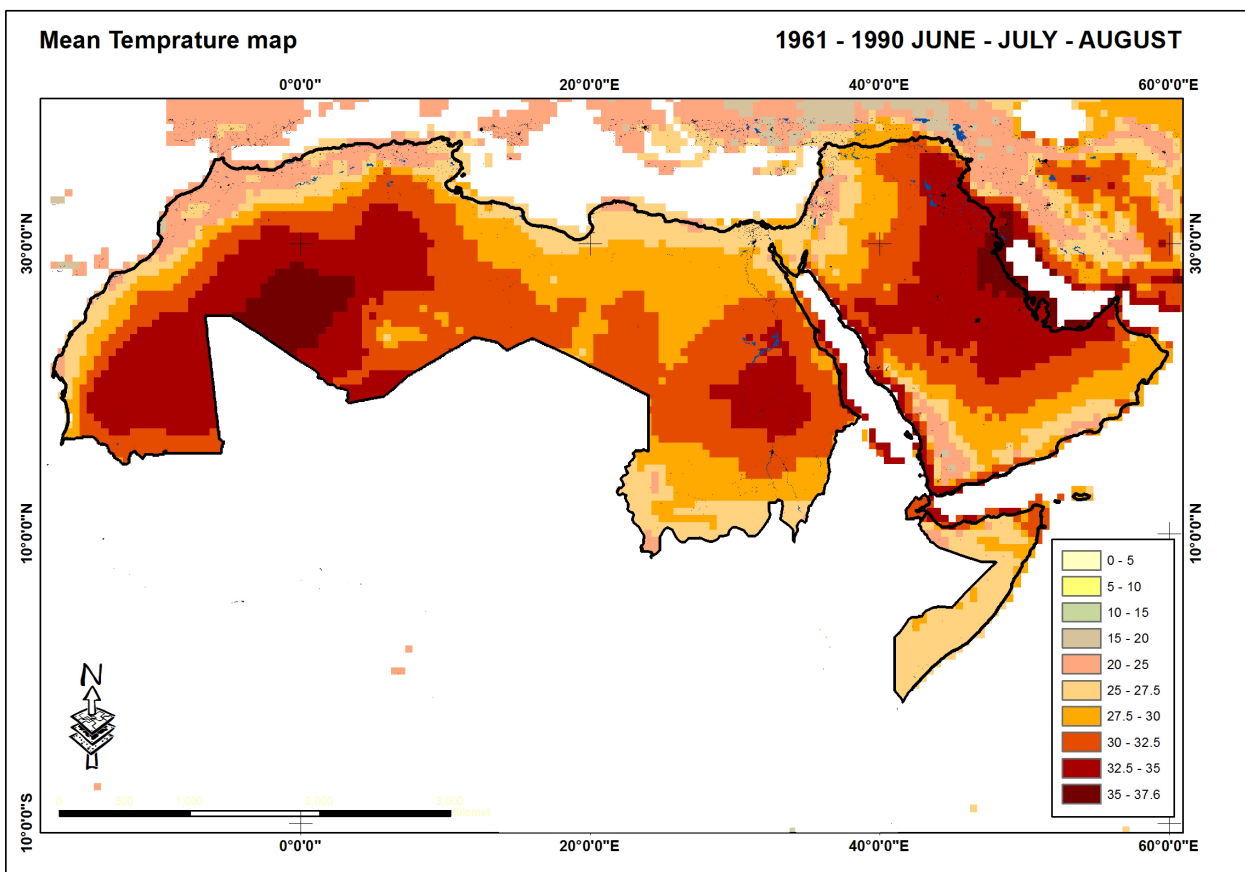 Mean Temprature map
1961 - 1990 JUNE - JULY - AUGUST
0°0'0"
20°0'0"E
40°0'0"E
60°0'0"E
30°0'0"N
30°0'0"N
10°0'0"N
10°0'0"N
10°0'0"S
0 - 5
5 - 10
10 - 15
15 - 20
20 - 25
25 - 27.5
27.5 - 30
30 - 32.5
32.5 - 35
35 - 37.6
N
0
0°0'0"
20°0'0"E
40°0'0"E
60°0'0"E